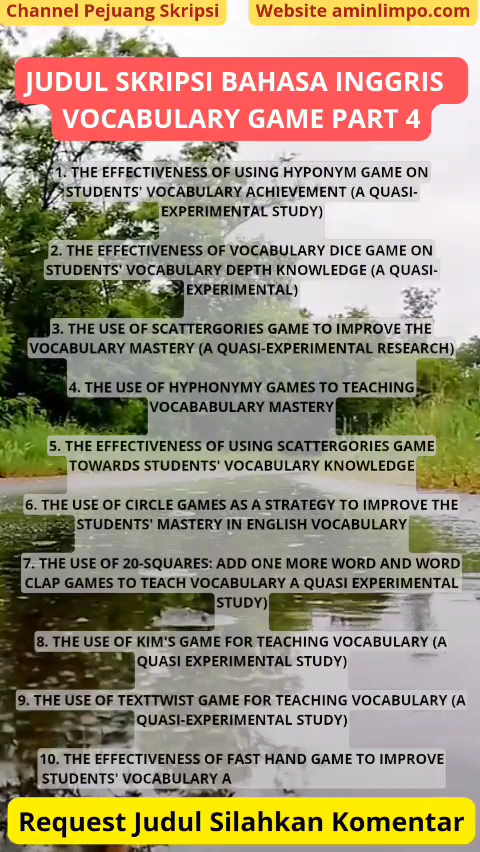 Channel Pejuang Skripsi
Website aminlimpo.com
JUDUL SKRIPSI BAHASA INGGRIS
VOCABULARY GAME PART 4
1. THE EFFECTIVENESS OF USING HYPONYM GAME ON
STUDENTS' VOCABULARY ACHIEVEMENT (A QUASI-
EXPERIMENTAL STUDY)
2. THE EFFECTIVENESS OF VOCABULARY DICE GAME ON
STUDENTS' VOCABULARY DEPTH KNOWLEDGE (A QUASI-
EXPERIMENTAL)
3. THE USE OF SCATTERGORIES GAME TO IMPROVE THE
VOCABULARY MASTERY (A QUASI-EXPERIMENTAL RESEARCH)
4. THE USE OF HYPHONYMY GAMES TO TEACHING
VOCABABULARY MASTERY
5. THE EFFECTIVENESS OF USING SCATTERGORIES GAME
TOWARDS STUDENTS' VOCABULARY KNOWLEDGE
6. THE USE OF CIRCLE GAMES AS A STRATEGY TO IMPROVE THE
STUDENTS' MASTERY IN ENGLISH VOCABULARY
7. THE USE OF 20-SQUARES: ADD ONE MORE WORD AND WORD
CLAP GAMES TO TEACH VOCABULARY A QUASI EXPERIMENTAL
STUDY)
8. THE USE OF KIM'S GAME FOR TEACHING VOCABULARY (A
QUASI EXPERIMENTAL STUDY)
9. THE USE OF TEXTTWIST GAME FOR TEACHING VOCABULARY (A
QUASI-EXPERIMENTAL STUDY)
10. THE EFFECTIVENESS OF FAST HAND GAME TO IMPROVE
STUDENTS' VOCABULARY A
Request Judul Silahkan Komentar